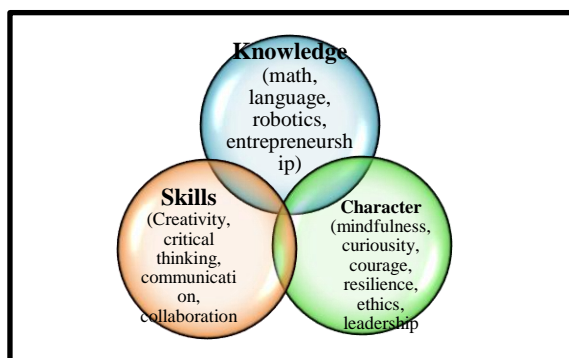 Knowledge
(math,
language,
robotics,
entrepreneursh
ip)
Skills
(Creativity,
critical
thinking,
communicati
on,
collaboration
Character
(mindfulness,
curiousity,
courage,
resilience,
ethics,
leadership